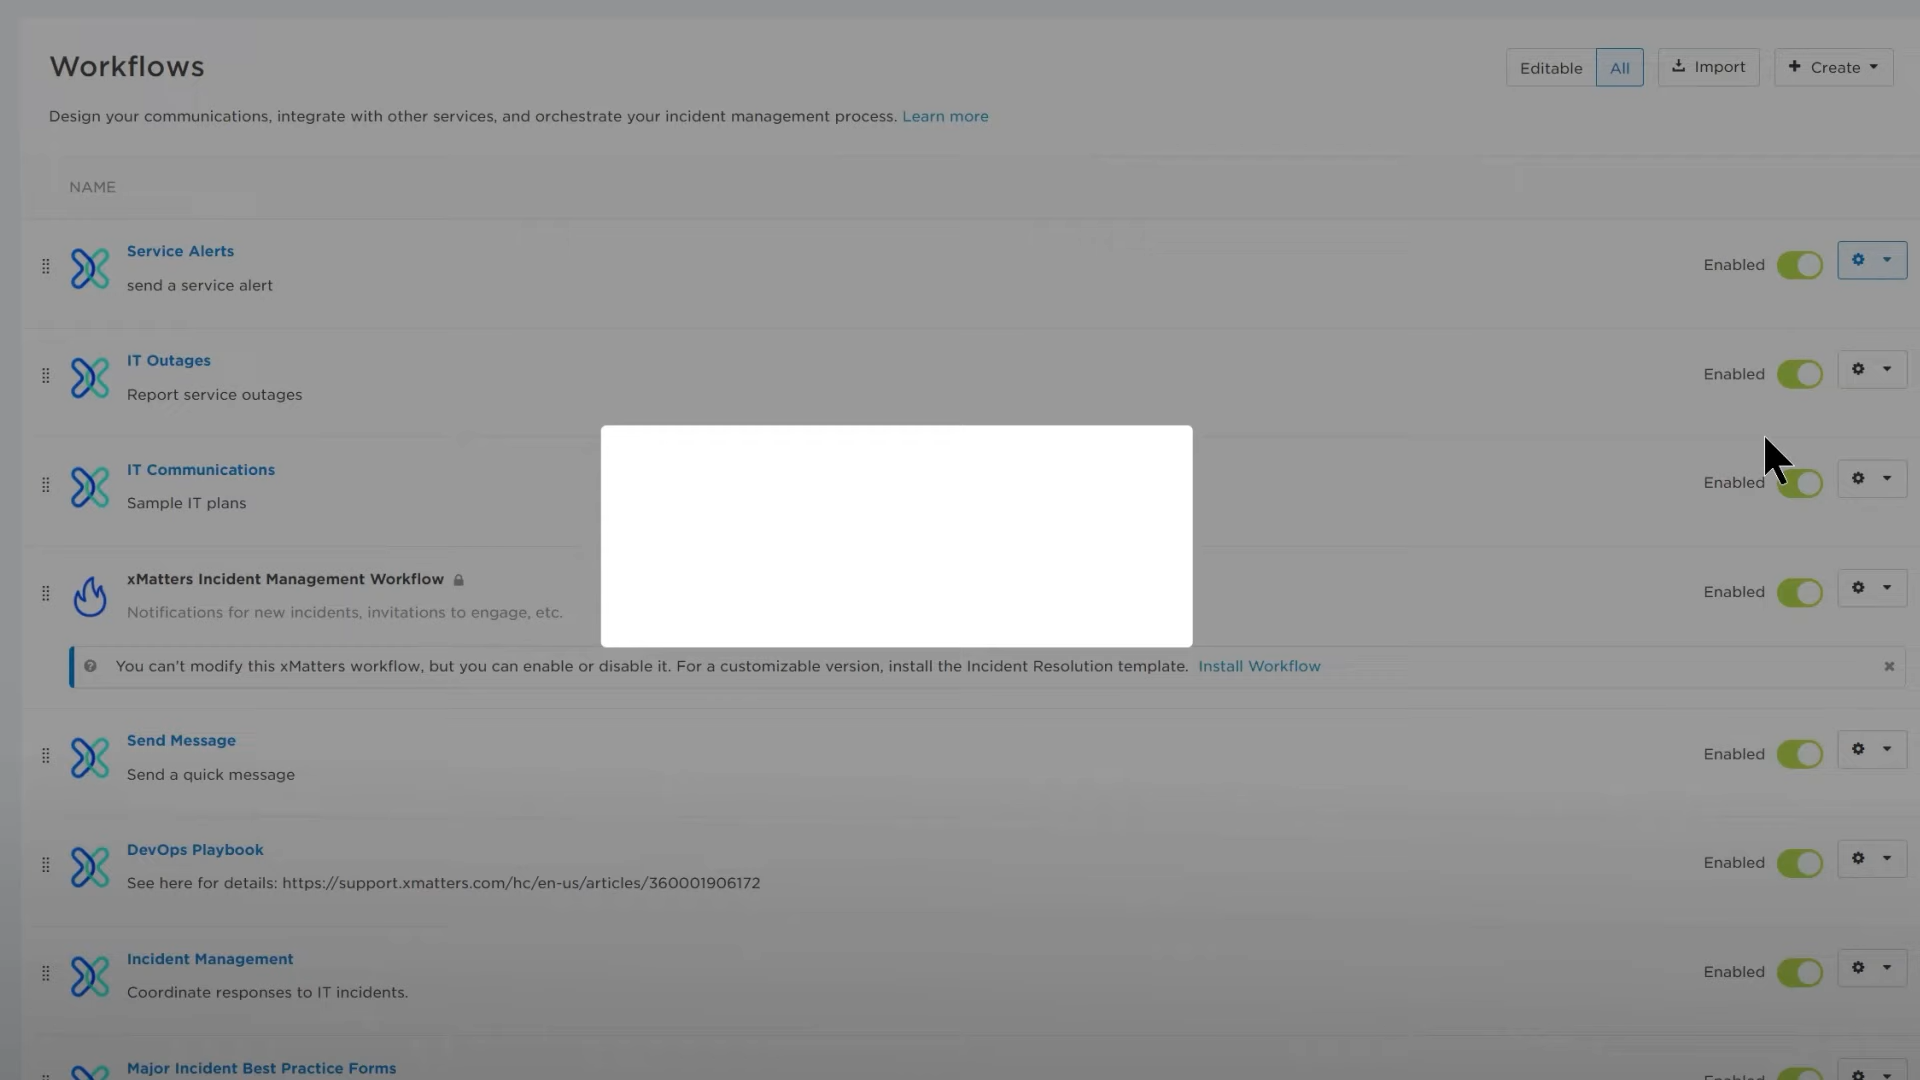 Workflows
Editable All Import + Create
Design your communications, integrate with other services, and orchestrate your incident management process. Learn more
NAME
Service Alerts
send a service alert
Enabled
IT Outages
Report service outages
Enabled
IT Communications
Sample IT plans
Enabled
xMatters Incident Management Workflow
Notifications for new incidents, invitations to engage, etc.
Enabled
You can't modify this xMatters workflow, but you can enable or disable it. For a customizable version, install the Incident Resolution template. Install Workflow
Send Message
Send a quick message
Enabled
DevOps Playbook
See here for details: https://support.xmatters.com/hc/en-us/articles/360001906172
Enabled
Incident Management
Coordinate responses to IT incidents.
Enabled
Major Incident Best Practice Forms
Enabled